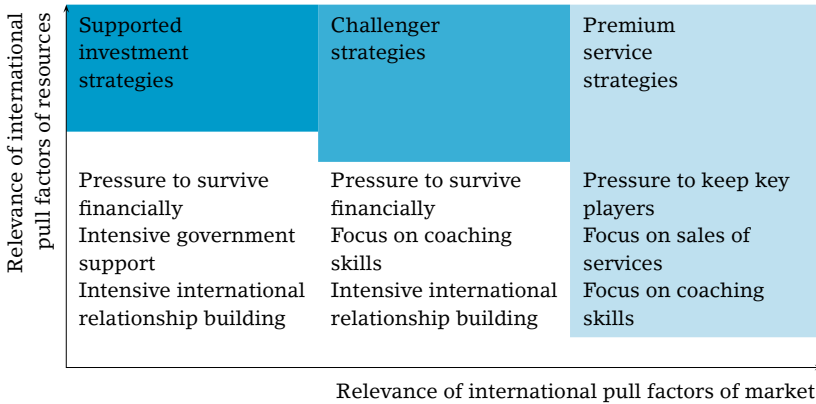 Relevance of international
pull factors of resources
Supported
investment
strategies
Pressure to survive
financially
Intensive government
support
Intensive international
relationship building
Challenger
strategies
Pressure to survive
financially
Focus on coaching
skills
Intensive international
relationship building
Premium
service
strategies
Pressure to keep key
players
Focus on sales of
services
Focus on coaching
skills
Relevance of international pull factors of market